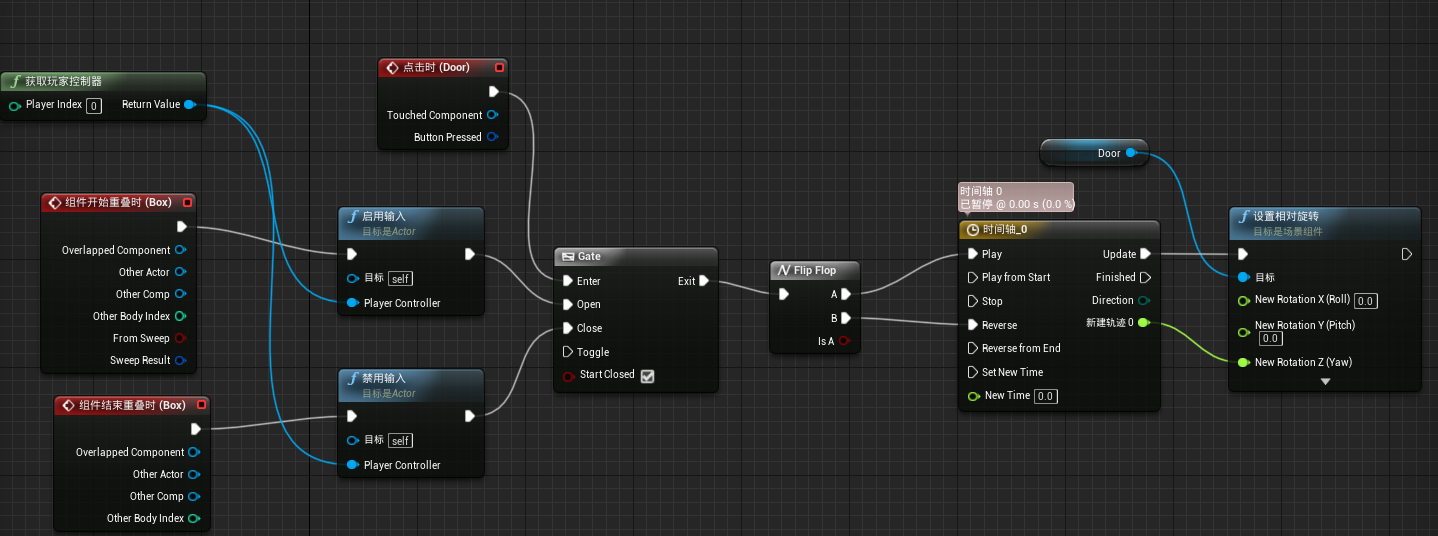 获取玩家控制器
Player Index 0 Return Value
组件开始重叠时 (Box)
Overlapped Component
Other Actor
Other Comp
Other Body Index
From Sweep
Sweep Result
组件结束重叠时 (Box)
Overlapped Component
Other Actor
Other Comp
Other Body Index
点击时 (Door)
Touched Component
Button Pressed
启用输入
目标是Actor
目标 self
Player Controller
禁用输入
目标是Actor
目标 self
Player Controller
Gate
Enter Exit
Open
Close
Toggle
Start Closed
Flip Flop
A
B
Is A
时间轴 0
已暂停 @ 0.00 s (0.0 %)
时间轴_0
Play Update
Play from Start Finished
Stop Direction
Reverse 新建轨迹 0
Reverse from End
Set New Time
New Time 0.0
Door
设置相对旋转
目标是场景组件
目标
New Rotation X (Roll) 0.0
New Rotation Y (Pitch)
0.0
New Rotation Z (Yaw)